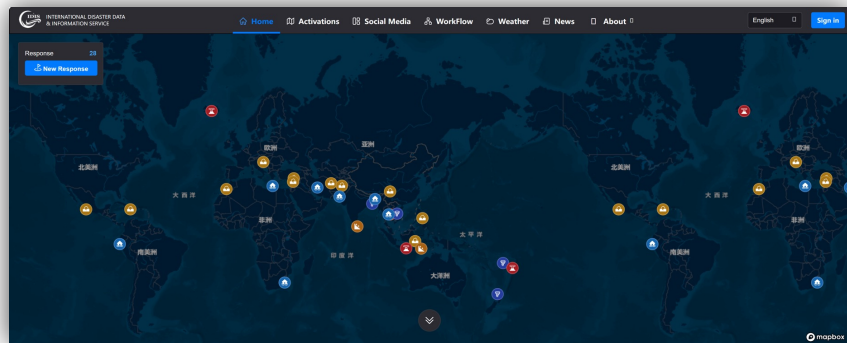 IDIS
INTERNATIONAL DISASTER DATA
& INFORMATION SERVICE
Home
Activations
Social Media
WorkFlow
Weather
News
About
English
Sign in
Response
28
New Response
欧洲
亚洲
北美洲
大西洋
非洲
太平洋
南美洲
印度洋
大洋洲
欧洲
北美洲
大西洋
非洲
南美洲
mapbox